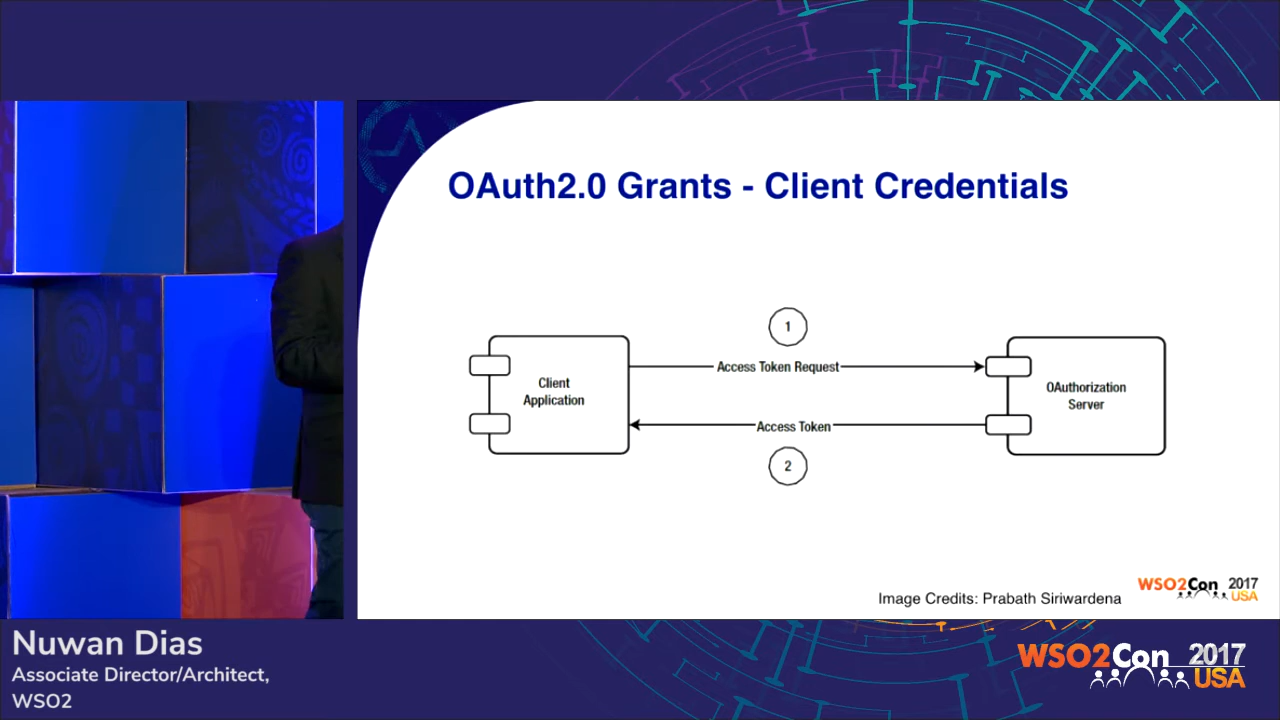 OAuth2.0 Grants - Client Credentials
1
Access Token Request
Client
Application
OAuthorization
Server
Access Token
2
Image Credits: Prabath Siriwardena
WSO2Con 2017
USA
Nuwan Dias
Associate Director/Architect,
WSO2
WSO2Con 2017
USA